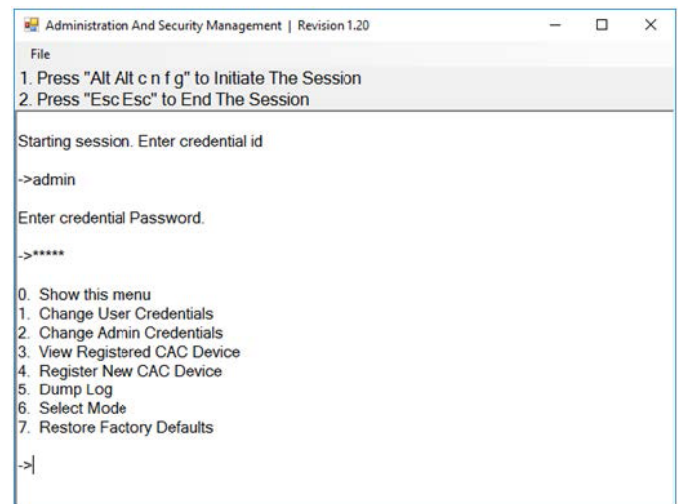 Administration And Security Management | Revision 1.20
File
1. Press "Alt Alt c n f g" to Initiate The Session
2. Press "Esc Esc" to End The Session
Starting session. Enter credential id
->admin
Enter credential Password.
->*****
0. Show this menu
1. Change User Credentials
2. Change Admin Credentials
3. View Registered CAC Device
4. Register New CAC Device
5. Dump Log
6. Select Mode
7. Restore Factory Defaults
->